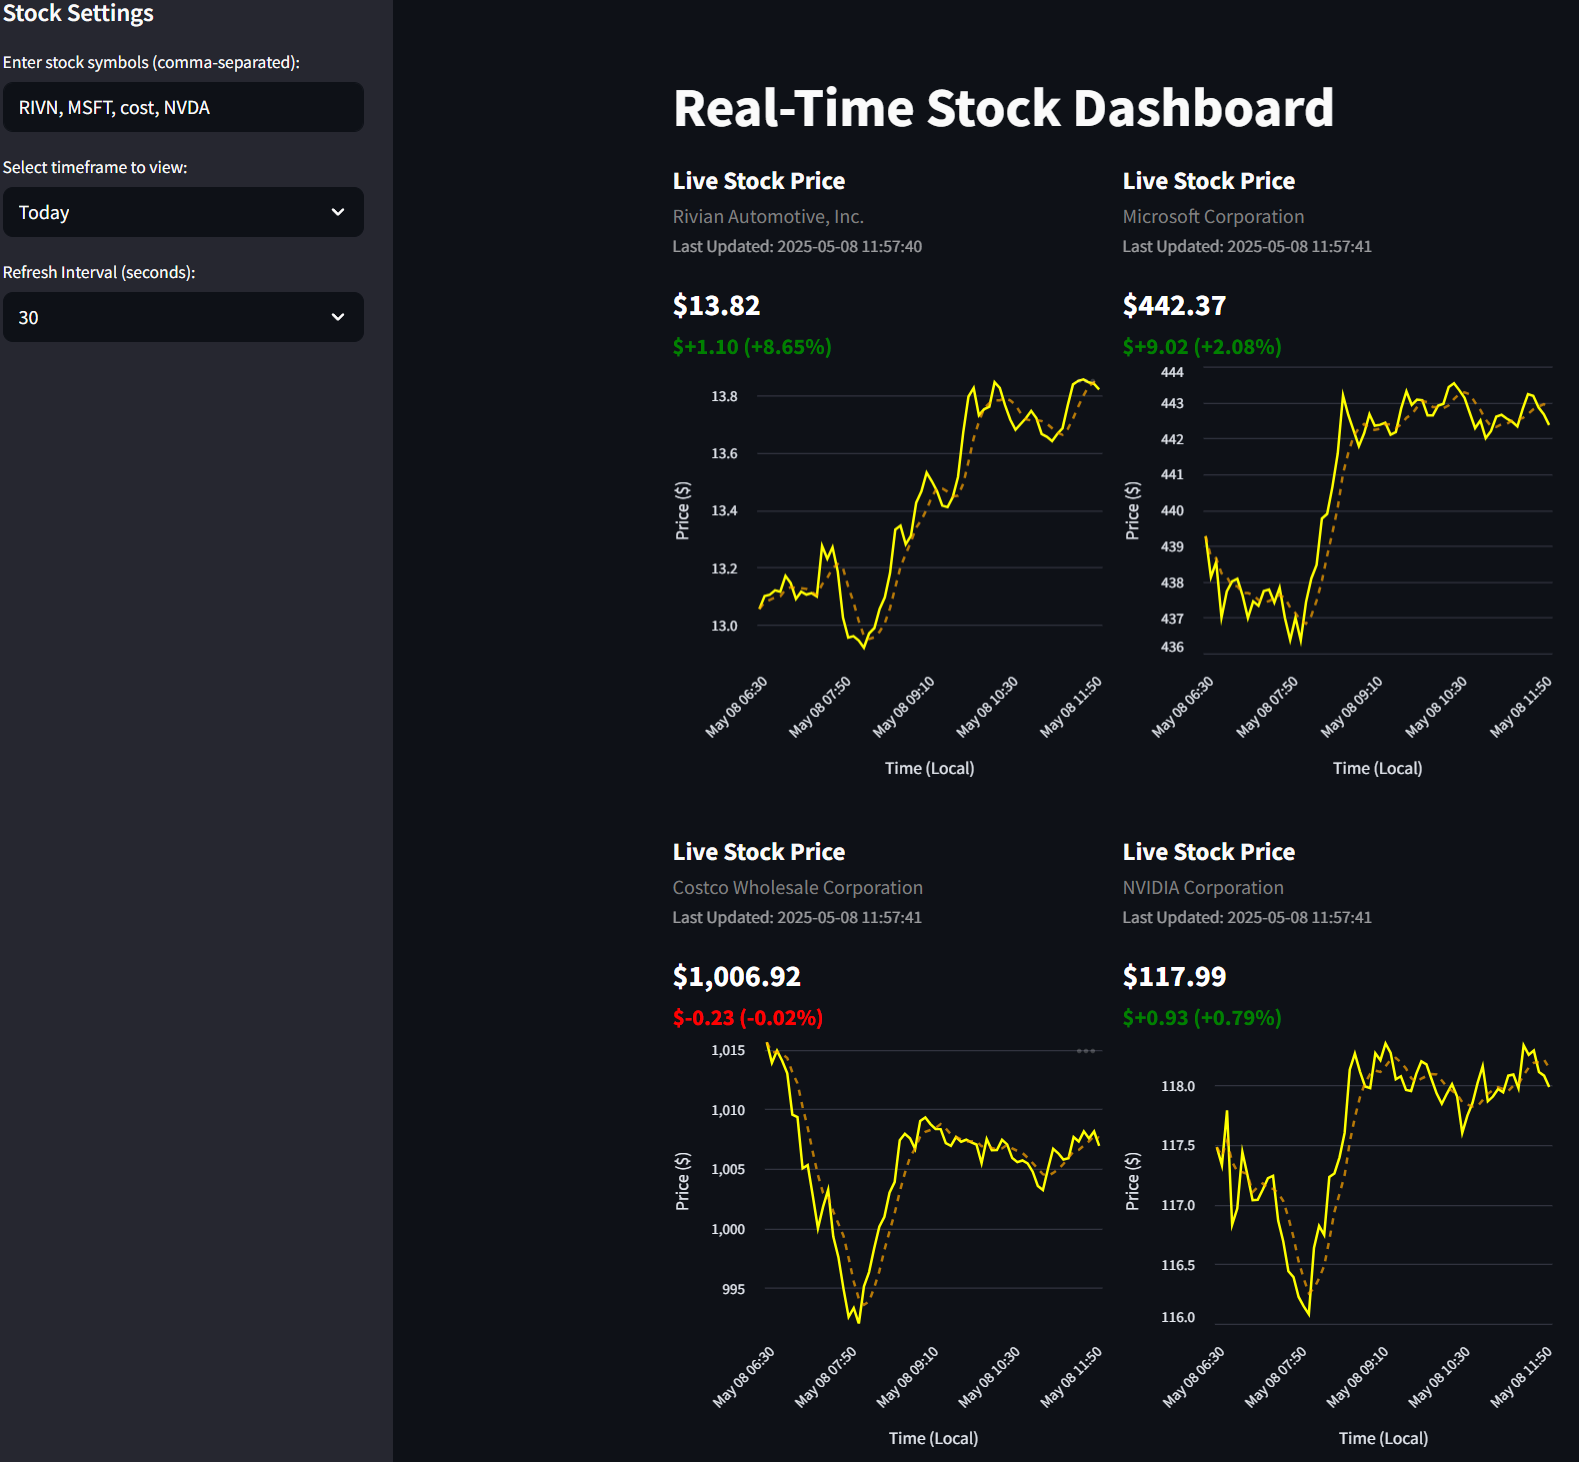 Stock Settings
Enter stock symbols (comma-separated):
RIVN, MSFT, cost, NVDA
Select timeframe to view:
Today
Refresh Interval (seconds):
30
Real-Time Stock Dashboard
Live Stock Price
Rivian Automotive, Inc.
Last Updated: 2025-05-08 11:57:40
$13.82
$+1.10 (+8.65%)
13.8
13.6
13.4
13.2
13.0
Price ($)
May 08 06:30
May 08 07:50
May 08 09:10
May 08 10:30
May 08 11:50
Time (Local)
Live Stock Price
Microsoft Corporation
Last Updated: 2025-05-08 11:57:41
$442.37
$+9.02 (+2.08%)
444
443
442
441
440
439
438
437
436
Price ($)
May 08 06:30
May 08 07:50
May 08 09:10
May 08 10:30
May 08 11:50
Time (Local)
Live Stock Price
Costco Wholesale Corporation
Last Updated: 2025-05-08 11:57:41
$1,006.92
$-0.23 (-0.02%)
1,015
1,010
1,005
1,000
995
Price ($)
May 08 06:30
May 08 07:50
May 08 09:10
May 08 10:30
May 08 11:50
Time (Local)
Live Stock Price
NVIDIA Corporation
Last Updated: 2025-05-08 11:57:41
$117.99
$+0.93 (+0.79%)
118.0
117.5
117.0
116.5
116.0
Price ($)
May 08 06:30
May 08 07:50
May 08 09:10
May 08 10:30
May 08 11:50
Time (Local)